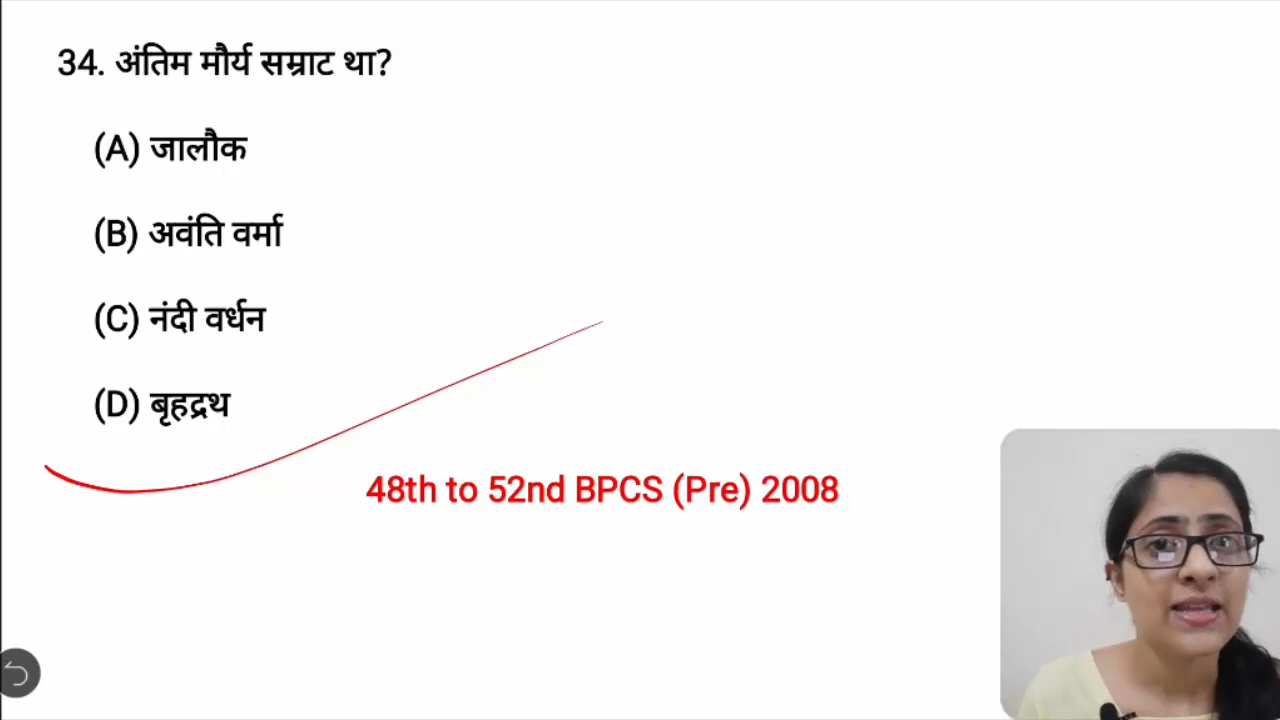 34. अंतिम मौर्य सम्राट था?
(A) जालौक
(B) अवंति वर्मा
(C) नंदी वर्धन
(D) बृहद्रथ
48th to 52nd BPCS (Pre) 2008